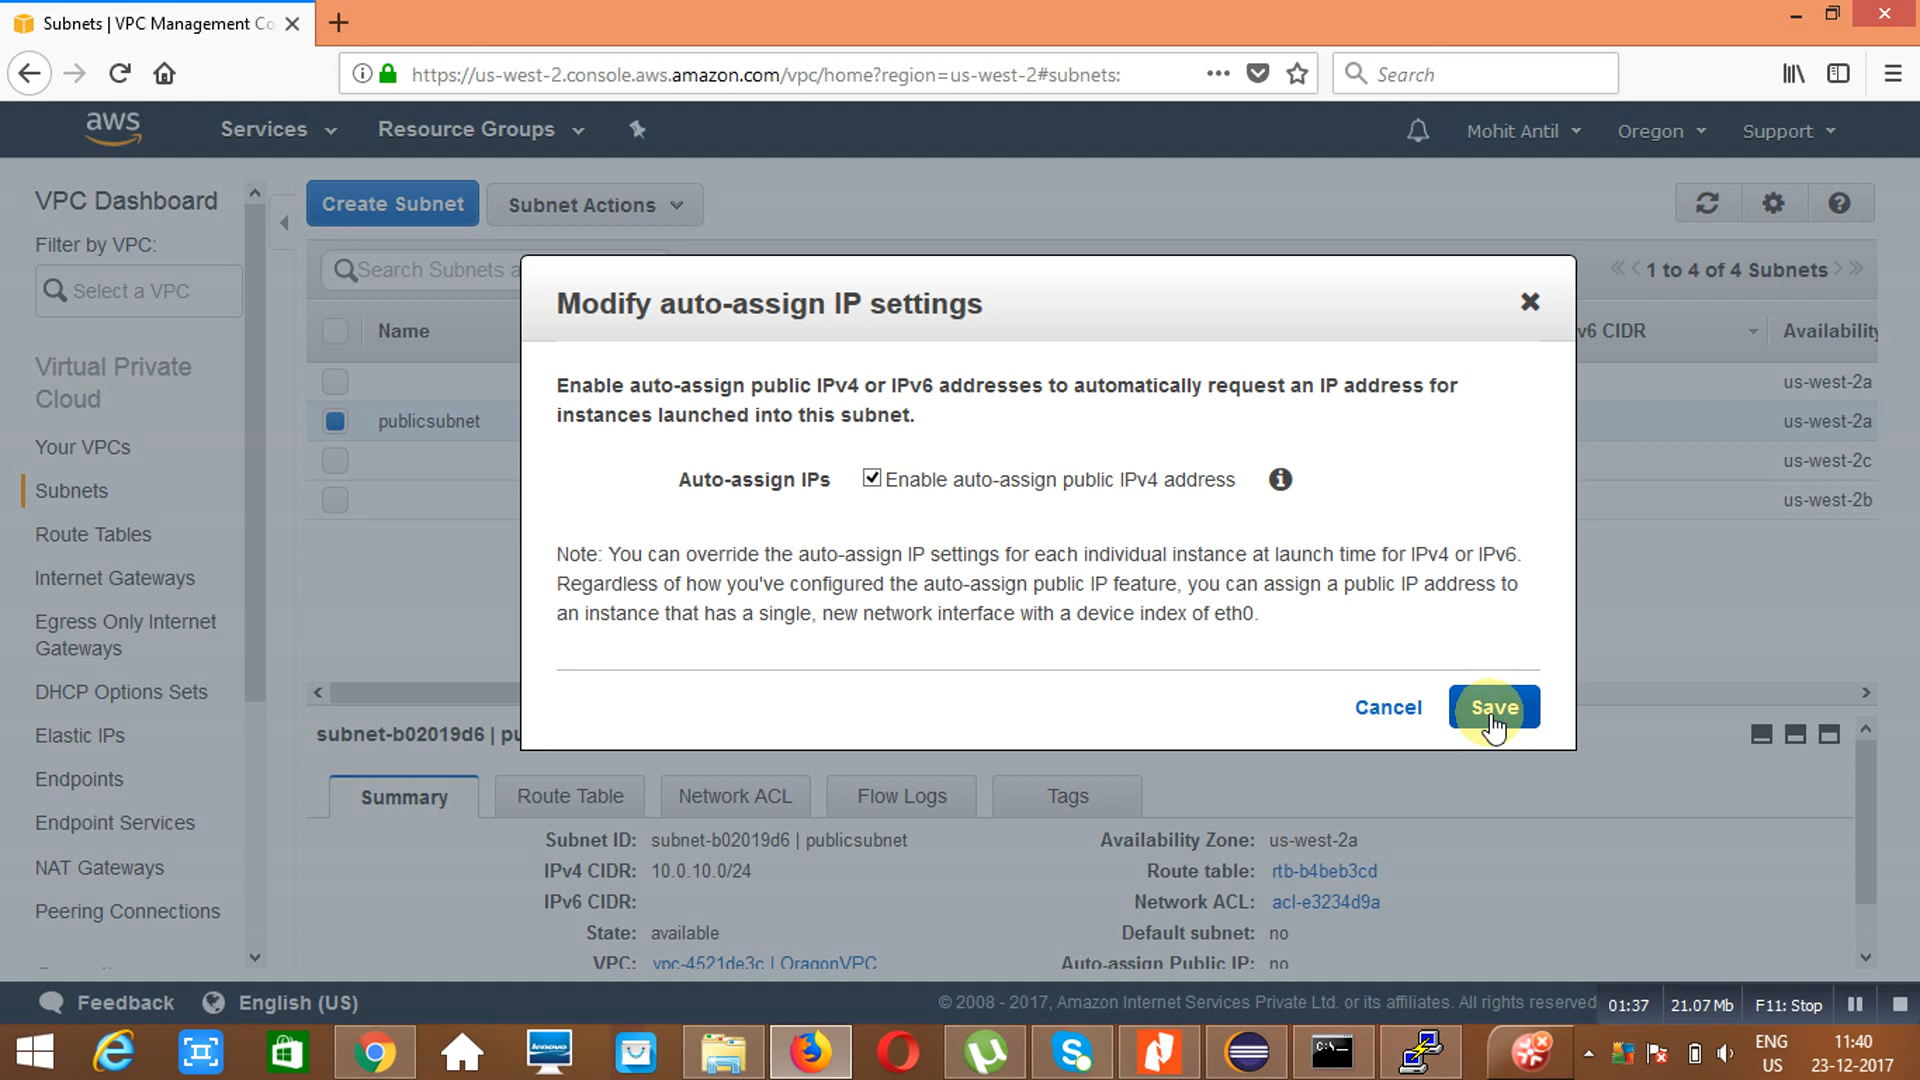 Subnets | VPC Management Co
https://us-west-2.console.aws.amazon.com/vpc/home?region=us-west-2#subnets:
Search
aws
Services
Resource Groups
Mohit Antil
Oregon
Support
VPC Dashboard
Filter by VPC:
Select a VPC
Virtual Private
Cloud
Your VPCs
Subnets
Route Tables
Internet Gateways
Egress Only Internet
Gateways
DHCP Options Sets
Elastic IPs
Endpoints
Endpoint Services
NAT Gateways
Peering Connections
Create Subnet
Subnet Actions
Search Subnets a
1 to 4 of 4 Subnets
Name
v6 CIDR
Availability
us-west-2a
publicsubnet
us-west-2a
us-west-2c
us-west-2b
Modify auto-assign IP settings
Enable auto-assign public IPv4 or IPv6 addresses to automatically request an IP address for
instances launched into this subnet.
Auto-assign IPs
Enable auto-assign public IPv4 address
Note: You can override the auto-assign IP settings for each individual instance at launch time for IPv4 or IPv6.
Regardless of how you've configured the auto-assign public IP feature, you can assign a public IP address to
an instance that has a single, new network interface with a device index of eth0.
Cancel
Save
subnet-b02019d6 | pu
Summary
Route Table
Network ACL
Flow Logs
Tags
Subnet ID: subnet-b02019d6 | publicsubnet
IPv4 CIDR: 10.0.10.0/24
IPv6 CIDR:
State: available
VPC: vpc-4521de3c | OragonVPC
Availability Zone: us-west-2a
Route table: rtb-b4beb3cd
Network ACL: acl-e3234d9a
Default subnet: no
Auto-assign Public IP: no
Feedback
English (US)
© 2008 - 2017, Amazon Internet Services Private Ltd. or its affiliates. All rights reserved
01:37
21.07 Mb
F11: Stop
lenovo
C:\
ENG
US
11:40
23-12-2017